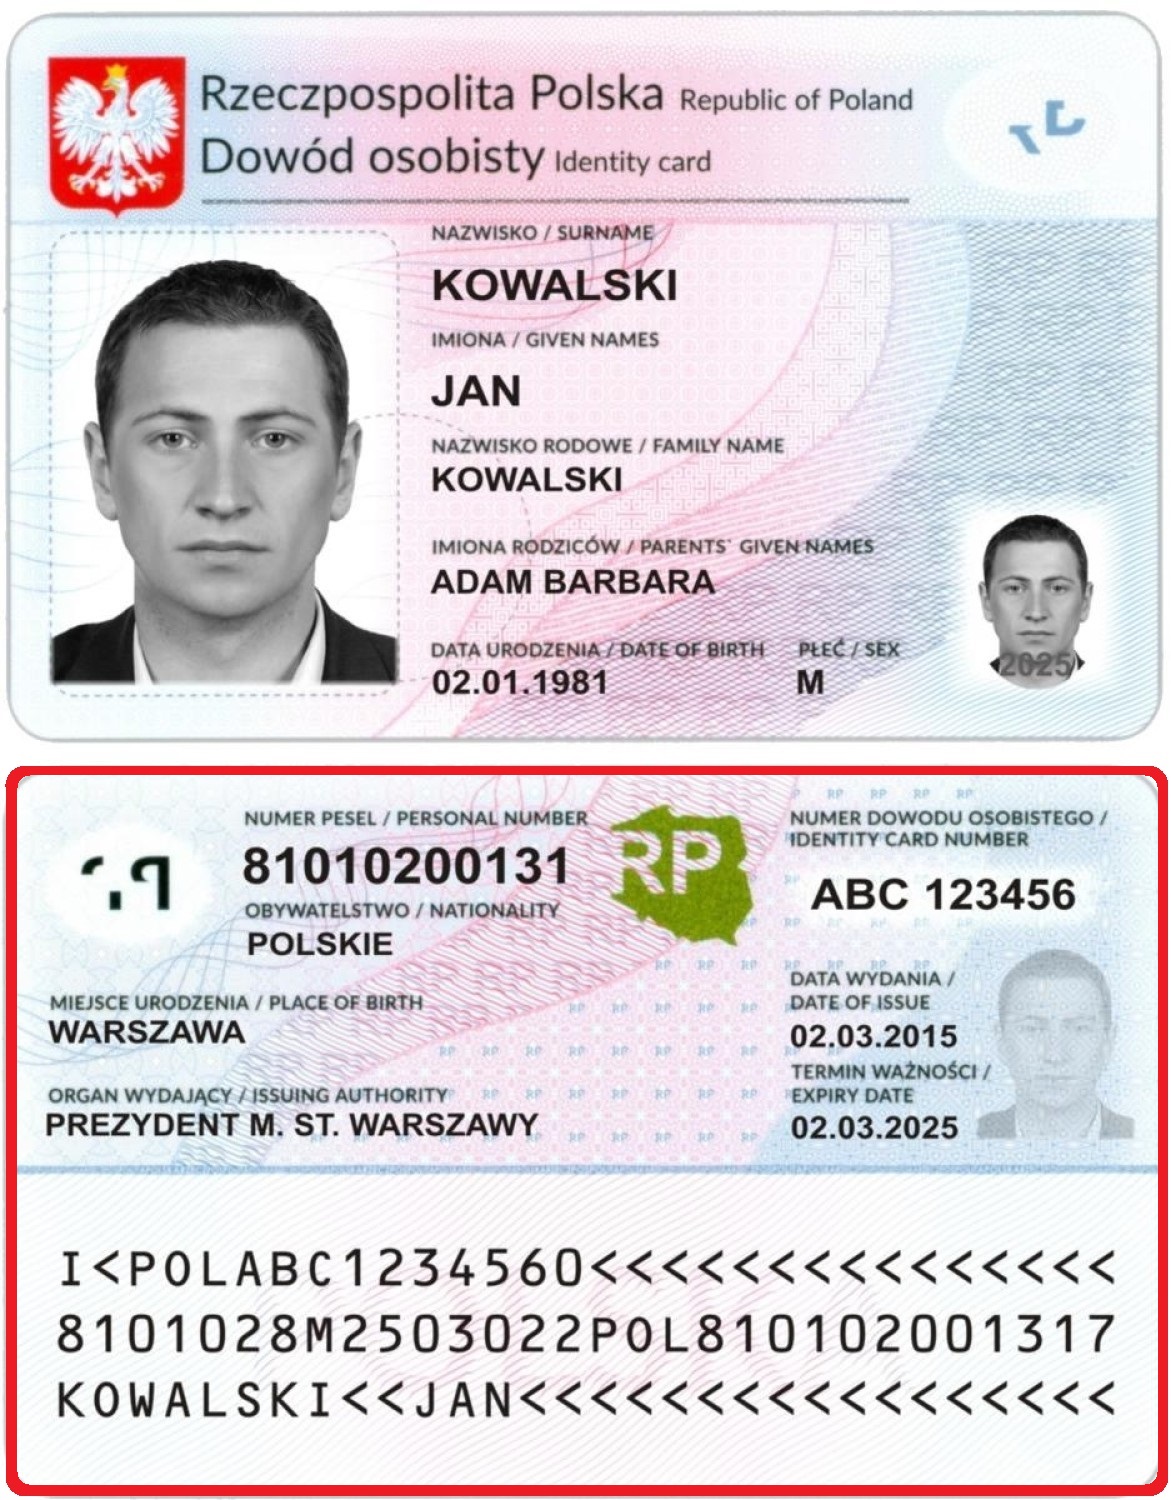 Rzeczpospolita Polska Republic of Poland
Dowód osobisty Identity card
NAZWISKO / SURNAME
KOWALSKI
IMIONA / GIVEN NAMES
JAN
NAZWISKO RODOWE / FAMILY NAME
KOWALSKI
IMIONA RODZICÓW / PARENTS` GIVEN NAMES
ADAM BARBARA
DATA URODZENIA / DATE OF BIRTH PŁEĆ / SEX
02.01.1981 M
2025
NUMER PESEL / PERSONAL NUMBER
81010200131
OBYWATELSTWO / NATIONALITY
POLSKIE
MIEJSCE URODZENIA / PLACE OF BIRTH
WARSZAWA
ORGAN WYDAJĄCY / ISSUING AUTHORITY
PREZYDENT M. ST. WARSZAWY
RP
NUMER DOWODU OSOBISTEGO /
IDENTITY CARD NUMBER
ABC 123456
DATA WYDANIA /
DATE OF ISSUE
02.03.2015
TERMIN WAŻNOŚCI /
EXPIRY DATE
02.03.2025
I<POLABC1234560<<<<<<<<<<<<<<<
8101028M2503022POL810102001317
KOWALSKI<<JAN<<<<<<<<<<<<<<<<<